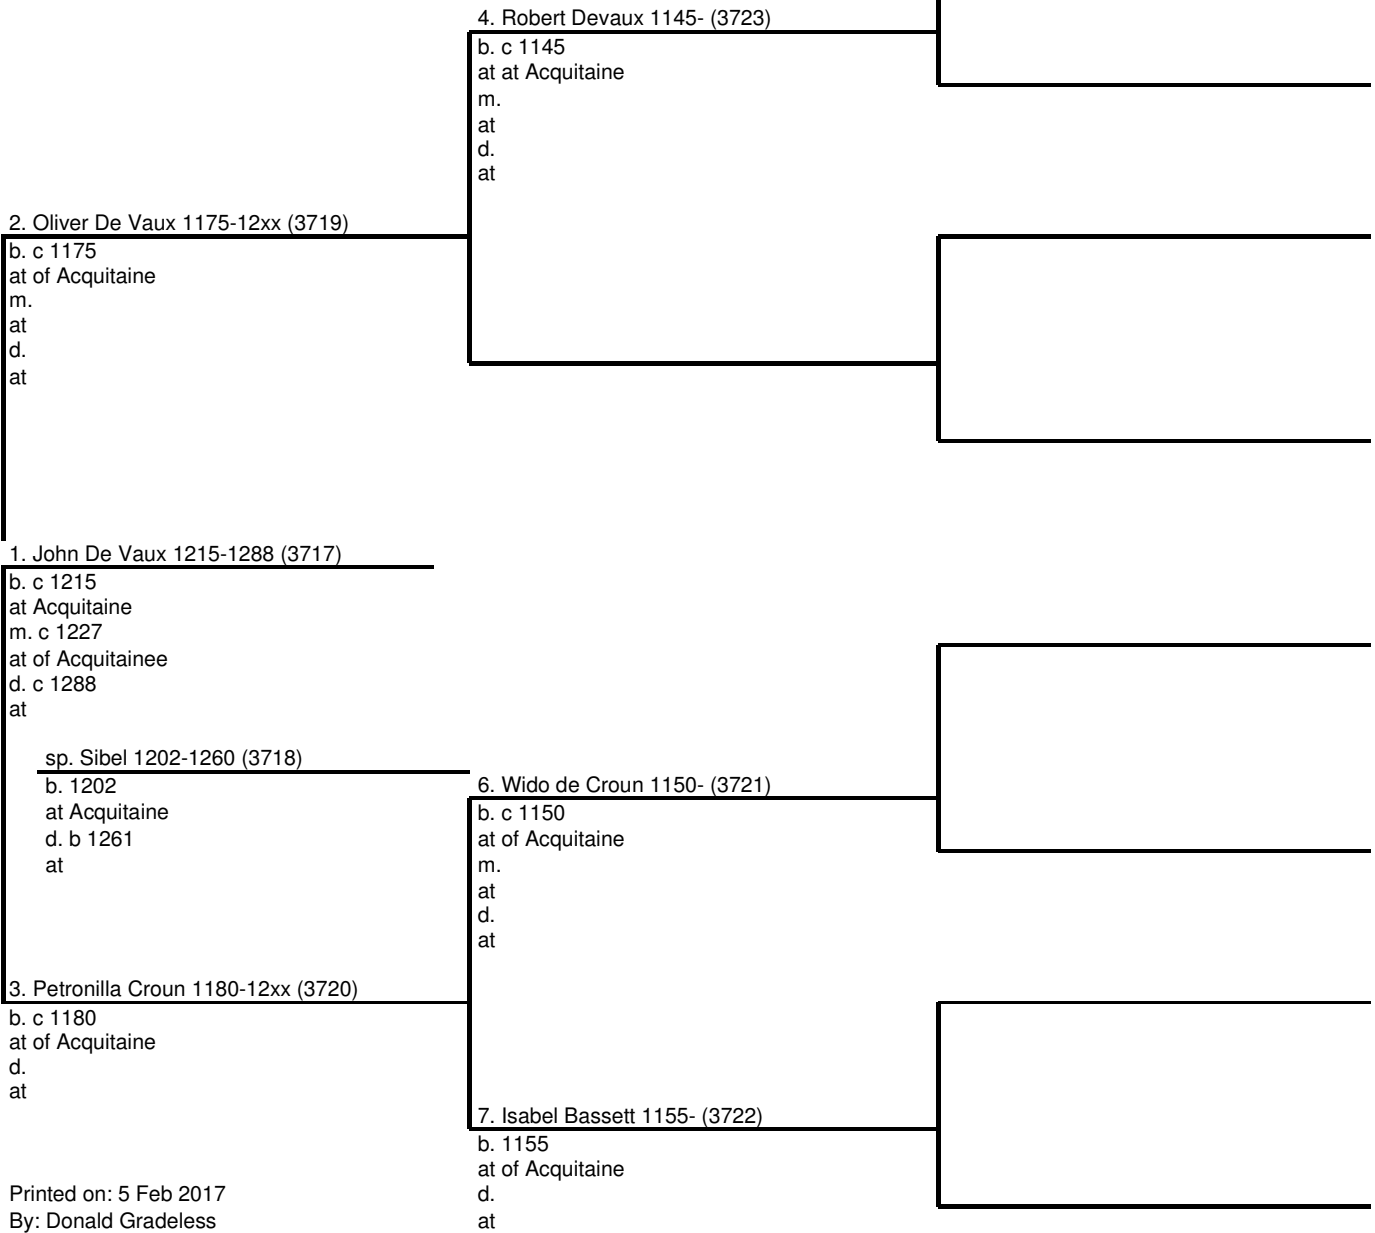 4. Robert Devaux 1145- (3723)
b. c 1145
at at Acquitaine
m.
at
d.
at
2. Oliver De Vaux 1175-12xx (3719)
b. c 1175
at of Acquitaine
m.
at
d.
at
1. John De Vaux 1215-1288 (3717)
b. c 1215
at Acquitaine
m. c 1227
at of Acquitainee
d. c 1288
at
sp. Sibel 1202-1260 (3718)
b. 1202
at Acquitaine
d. b 1261
at
6. Wido de Croun 1150- (3721)
b. c 1150
at of Acquitaine
m.
at
d.
at
3. Petronilla Croun 1180-12xx (3720)
b. c 1180
at of Acquitaine
d.
at
7. Isabel Bassett 1155- (3722)
b. 1155
at of Acquitaine
d.
at
Printed on: 5 Feb 2017
By: Donald Gradeless